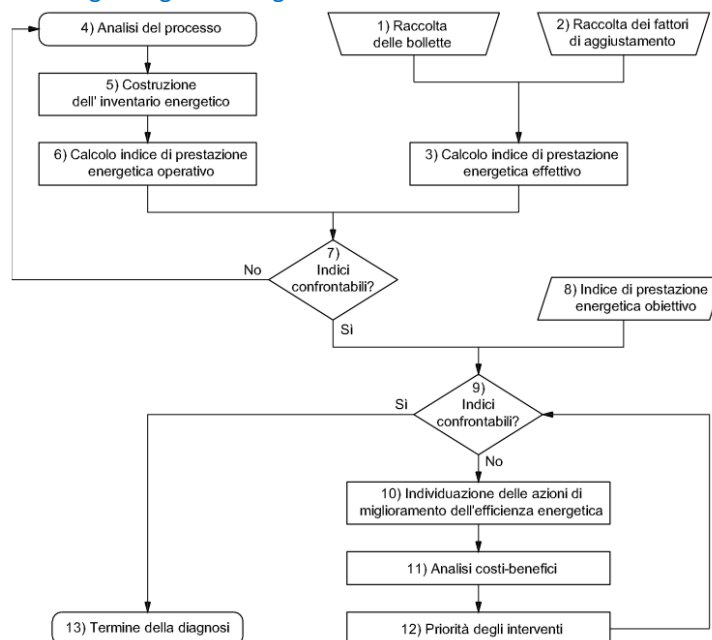 4) Analisi del processo
1) Raccolta
delle bollette
2) Raccolta dei fattori
di aggiustamento
5) Costruzione
dell' inventario energetico
6) Calcolo indice di prestazione
energetica operativo
3) Calcolo indice di prestazione
energetica effettivo
7)
Indici
confrontabili?
No
Sì
8) Indice di prestazione
energetica obiettivo
9)
Indici
confrontabili?
Sì
No
10) Individuazione delle azioni di
miglioramento dell'efficienza energetica
11) Analisi costi-benefici
12) Priorità degli interventi
13) Termine della diagnosi